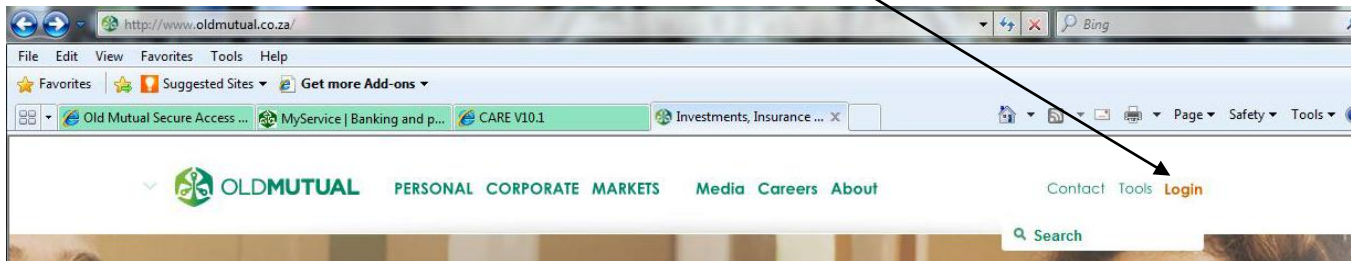 http://www.oldmutual.co.za/ Bing
File Edit View Favorites Tools Help
Favorites Suggested Sites Get more Add-ons
Old Mutual Secure Access ... MyService | Banking and p... CARE V10.1 Investments, Insurance ... Page Safety Tools
OLDMUTUAL PERSONAL CORPORATE MARKETS Media Careers About Contact Tools Login
Search